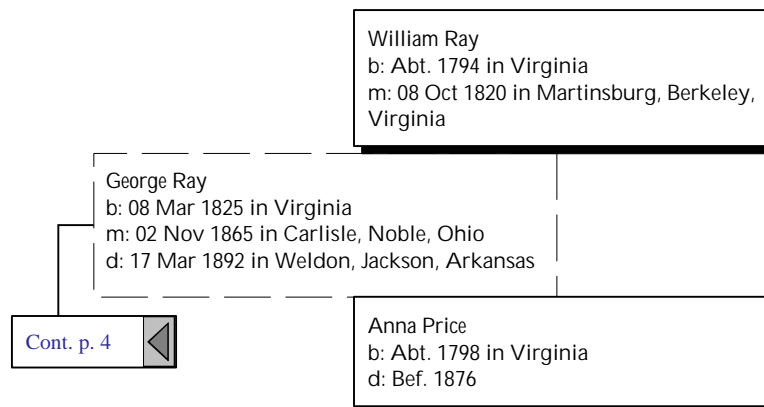 William Ray
b: Abt. 1794 in Virginia
m: 08 Oct 1820 in Martinsburg, Berkeley,
Virginia
George Ray
b: 08 Mar 1825 in Virginia
m: 02 Nov 1865 in Carlisle, Noble, Ohio
d: 17 Mar 1892 in Weldon, Jackson, Arkansas
Cont. p. 4
Anna Price
b: Abt. 1798 in Virginia
d: Bef. 1876